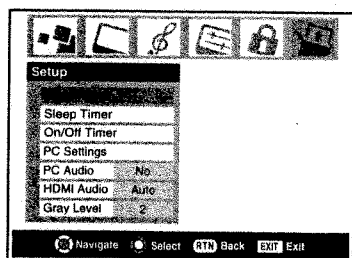 Setup
Sleep Timer
On/Off Timer
PC Settings
PC Audio No
HDMI Audio Auto
Gray Level 2
Navigate Select RTN Back EXIT Exit